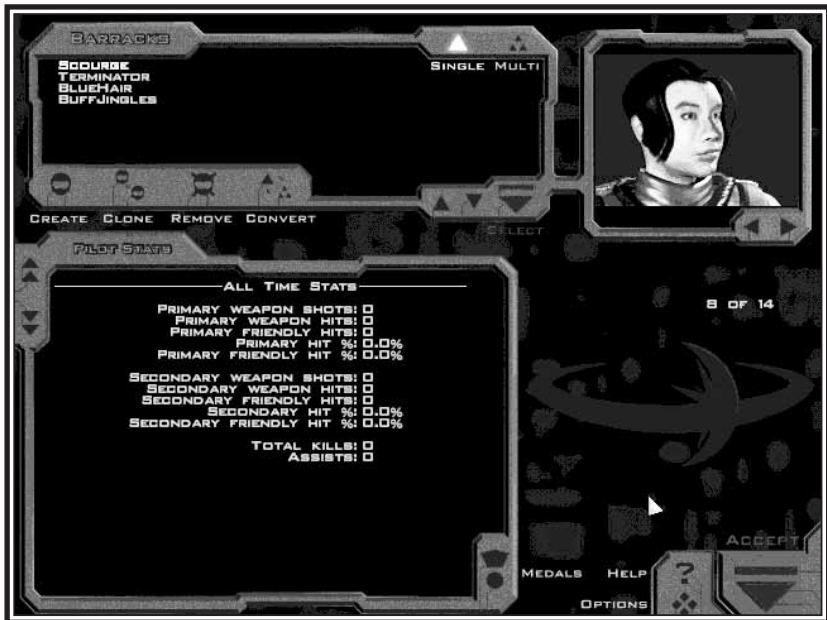 BARRACKS
SCOURGE
TERMINATOR
BLUEHAIR
BUFFJINGLES
SINGLE MULTI
CREATE CLONE REMOVE CONVERT
SELECT
PILOT STATS
ALL TIME STATS
PRIMARY WEAPON SHOTS: 0
PRIMARY WEAPON HITS: 0
PRIMARY FRIENDLY HITS: 0
PRIMARY HIT %: 0.0%
PRIMARY FRIENDLY HIT %: 0.0%
SECONDARY WEAPON SHOTS: 0
SECONDARY WEAPON HITS: 0
SECONDARY FRIENDLY HITS: 0
SECONDARY HIT %: 0.0%
SECONDARY FRIENDLY HIT %: 0.0%
TOTAL KILLS: 0
ASSISTS: 0
8 OF 14
ACCEPT
MEDALS HELP ?
OPTIONS